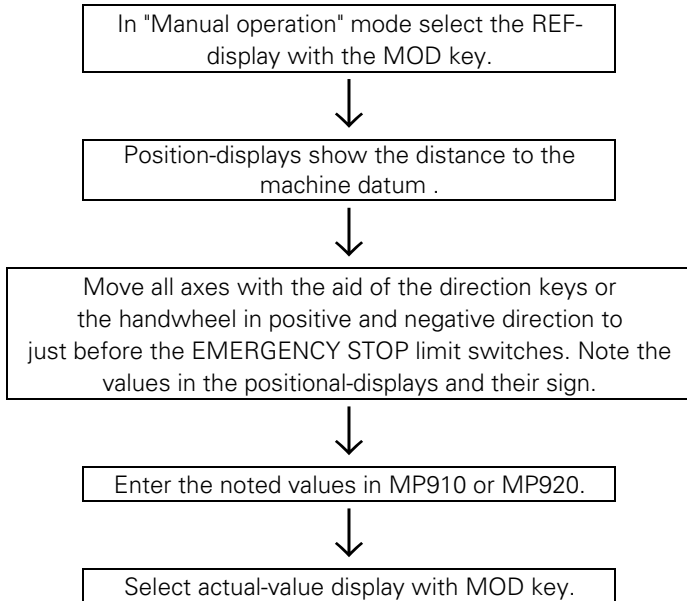 In "Manual operation" mode select the REF-
display with the MOD key.
Position-displays show the distance to the
machine datum .
Move all axes with the aid of the direction keys or
the handwheel in positive and negative direction to
just before the EMERGENCY STOP limit switches. Note the
values in the positional-displays and their sign.
Enter the noted values in MP910 or MP920.
Select actual-value display with MOD key.